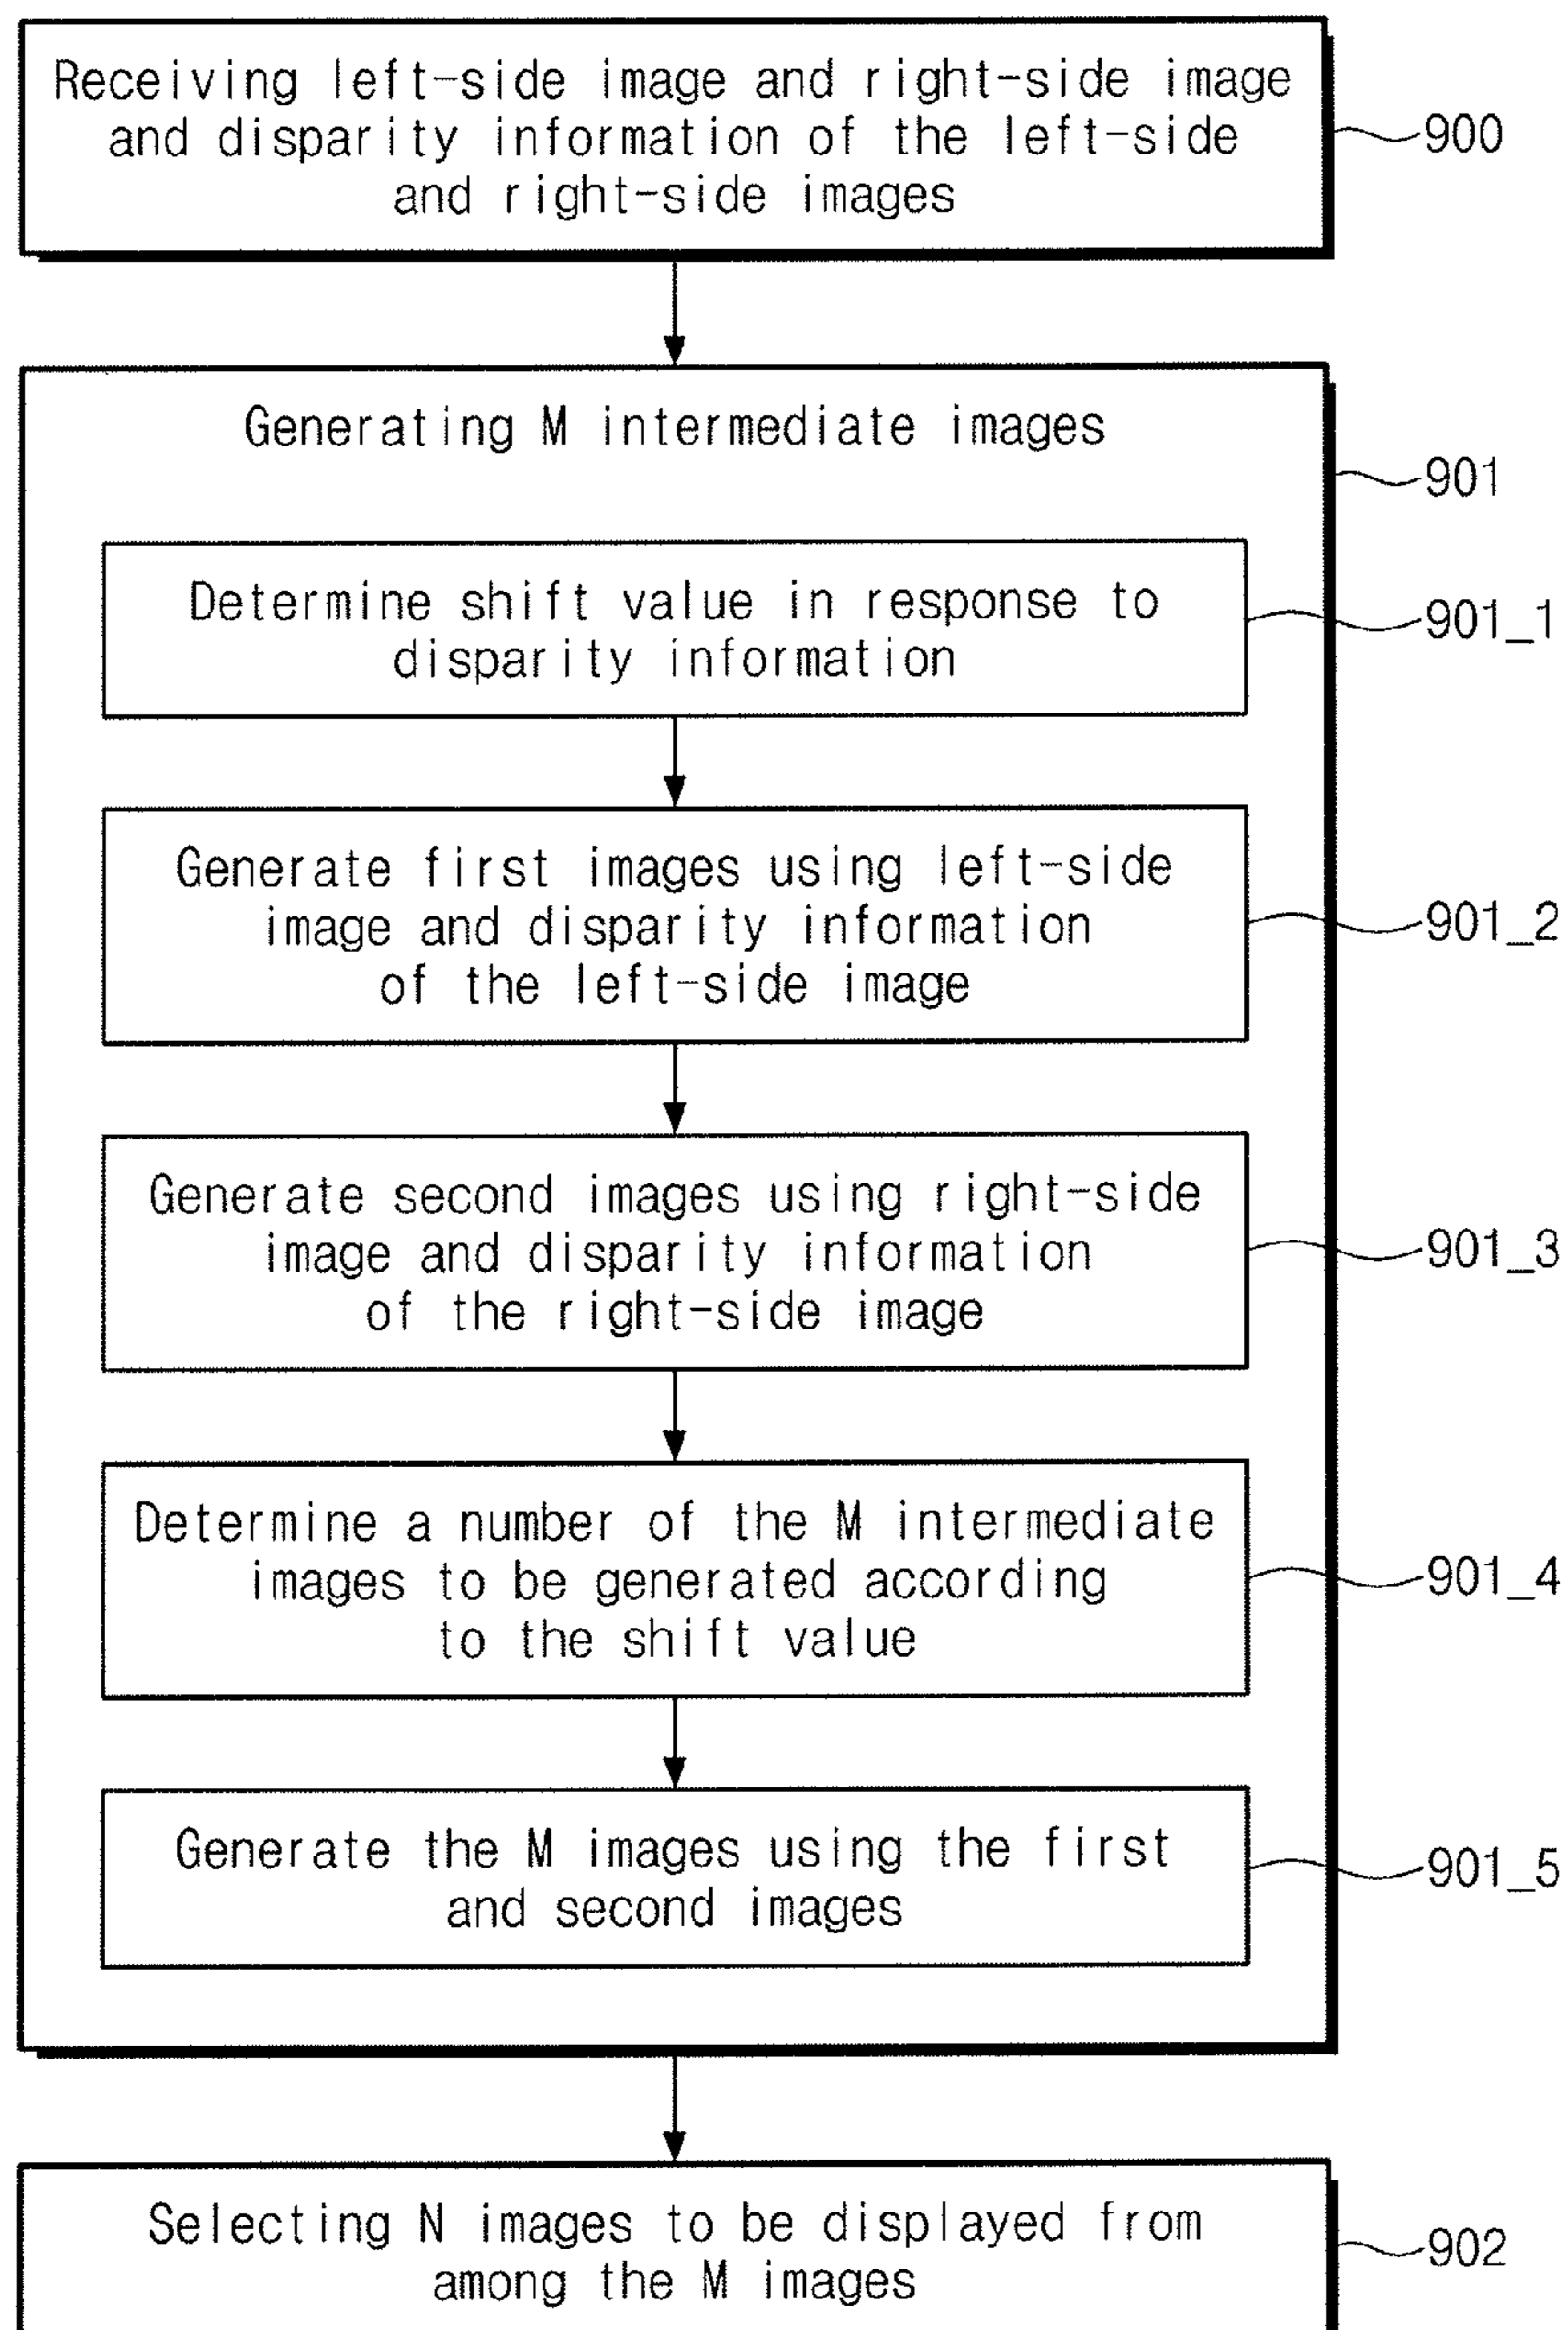 Receiving left-side image and right-side image
and disparity information of the left-side
and right-side images
900
Generating M intermediate images
901
Determine shift value in response to
disparity information
901_1
Generate first images using left-side
image and disparity information
of the left-side image
901_2
Generate second images using right-side
image and disparity information
of the right-side image
901_3
Determine a number of the M intermediate
images to be generated according
to the shift value
901_4
Generate the M images using the first
and second images
901_5
Selecting N images to be displayed from
among the M images
902